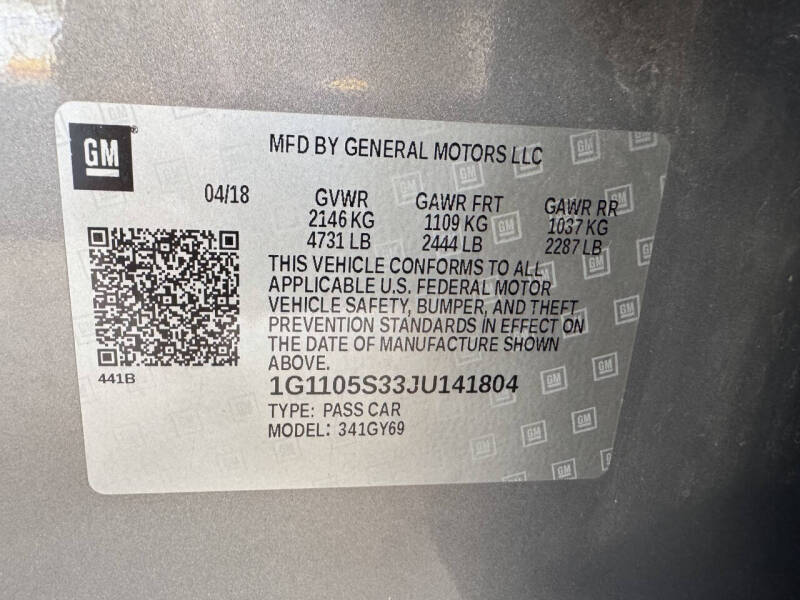 GM
MFD BY GENERAL MOTORS LLC
04/18 GVWR GAWR FRT GAWR RR
2146 KG 1109 KG 1037 KG
4731 LB 2444 LB 2287 LB
THIS VEHICLE CONFORMS TO ALL
APPLICABLE U.S. FEDERAL MOTOR
VEHICLE SAFETY, BUMPER, AND THEFT
PREVENTION STANDARDS IN EFFECT ON
THE DATE OF MANUFACTURE SHOWN
ABOVE.
441B
1G1105S33JU141804
TYPE: PASS CAR
MODEL: 341GY69